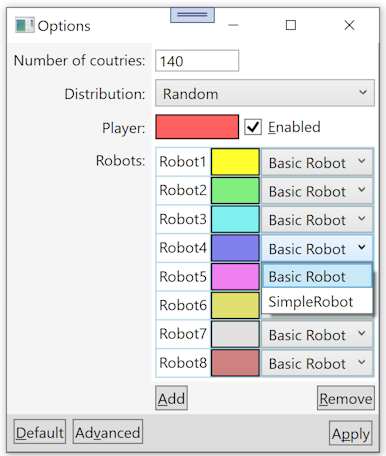 Options
Number of coutries: 140
Distribution: Random
Player: Enabled
Robots: Robot1 Basic Robot
Robot2 Basic Robot
Robot3 Basic Robot
Robot4 Basic Robot
Robot5 Basic Robot
Robot6 SimpleRobot
Robot7 Basic Robot
Robot8 Basic Robot
Add Remove
Default Advanced Apply